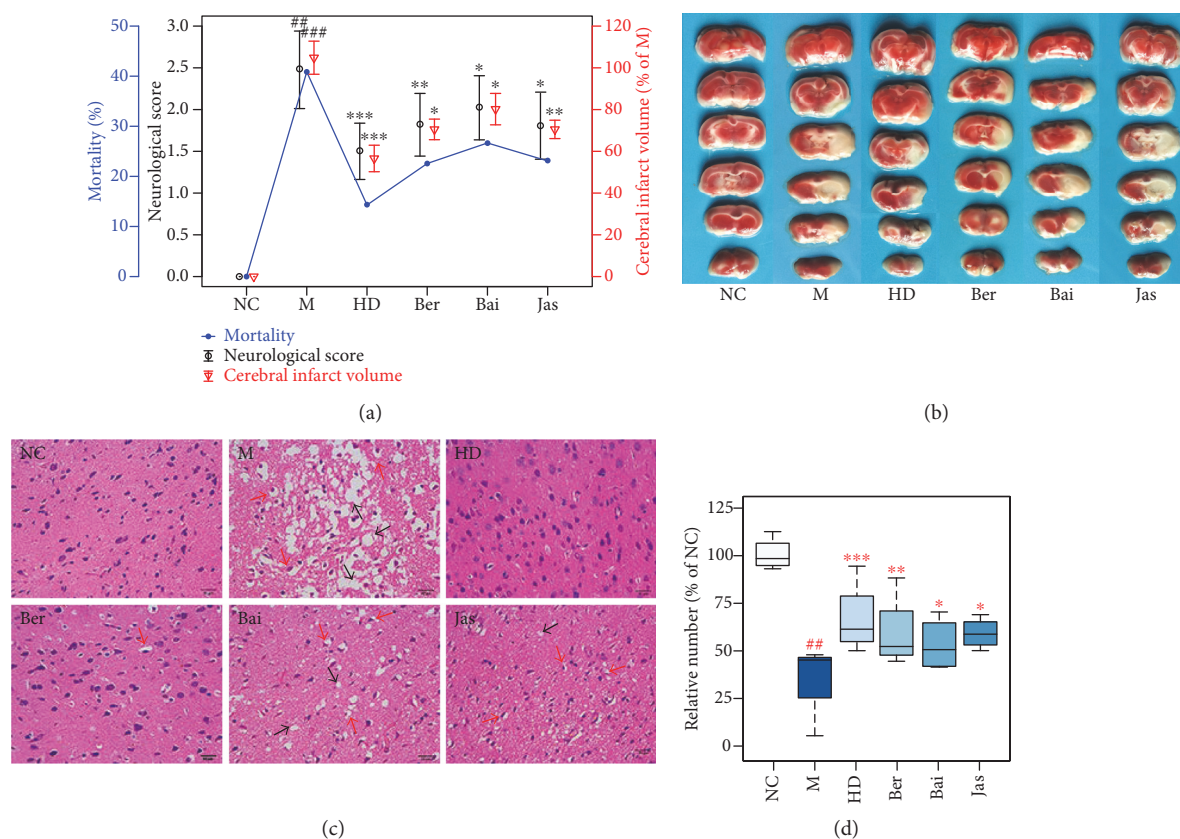 Mortality (%)
50
40
30
20
10
0
Neurological score
3.0
2.5
2.0
1.5
1.0
0.5
0.0
##
###
***
***
**
*
*
*
*
**
120
100
80
60
40
20
0
Cerebral infarct volume (% of M)
NC M HD Ber Bai Jas
Mortality
Neurological score
Cerebral infarct volume
(a)
NC M HD Ber Bai Jas
(b)
NC M HD
Ber Bai Jas
(c)
Relative number (% of NC)
125
100
75
50
25
0
##
***
**
*
*
NC M HD Ber Bai Jas
(d)